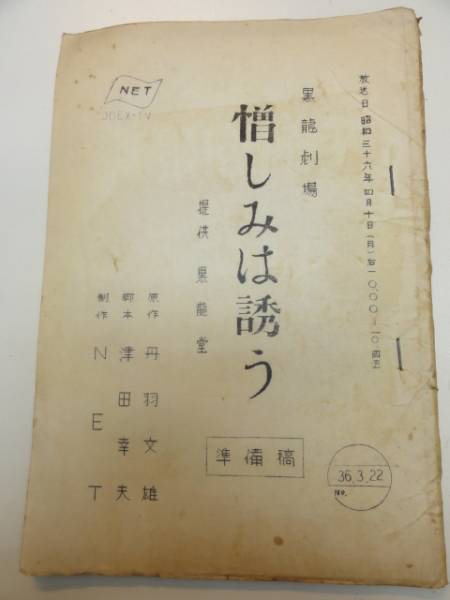 放送日 昭和三十六年四月十日(月)后一〇.〇〇–一〇.四五
黒龍劇場
憎しみは誘う
提供 黒龍堂
原作 丹羽文雄
脚本 津田幸夫
制作 NET
準備稿
NET
JOEX-TV
36.3.22
No.